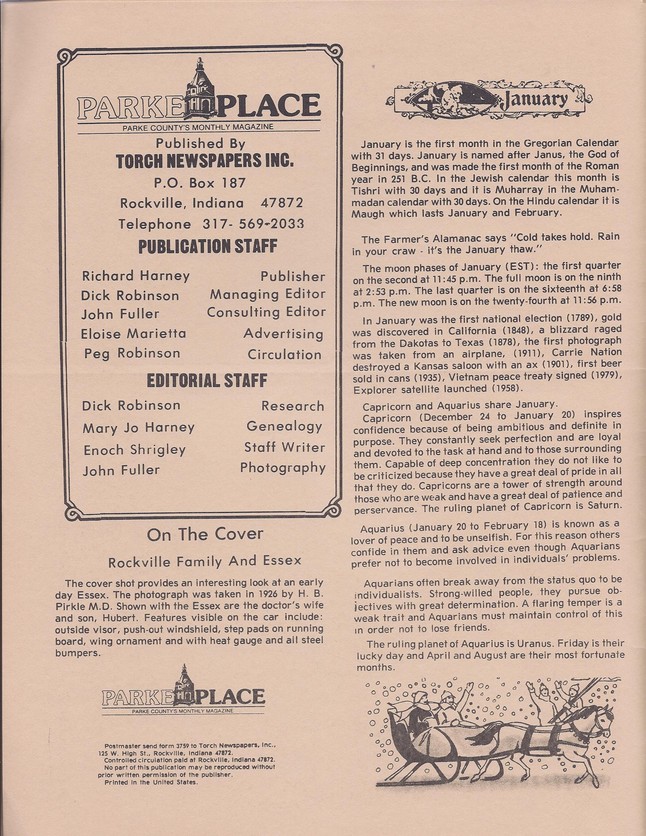 PARKE PLACE
PARKE COUNTY'S MONTHLY MAGAZINE
Published By
TORCH NEWSPAPERS INC.
P.O. Box 187
Rockville, Indiana 47872
Telephone 317- 569-2033
PUBLICATION STAFF
Richard Harney Publisher
Dick Robinson Managing Editor
John Fuller Consulting Editor
Eloise Marietta Advertising
Peg Robinson Circulation
EDITORIAL STAFF
Dick Robinson Research
Mary Jo Harney Genealogy
Enoch Shrigley Staff Writer
John Fuller Photography
On The Cover
Rockville Family And Essex
The cover shot provides an interesting look at an early
day Essex. The photograph was taken in 1926 by H. B.
Pirkle M.D. Shown with the Essex are the doctor's wife
and son, Hubert. Features visible on the car include:
outside visor, push-out windshield, step pads on running
board, wing ornament and with heat gauge and all steel
bumpers.
PARKE PLACE
PARKE COUNTY'S MONTHLY MAGAZINE
Postmaster send form 3759 to Torch Newspapers, Inc.,
125 W. High St., Rockville, Indiana 47872.
Controlled circulation paid at Rockville, Indiana 47872.
No part of this publication may be reproduced without
prior written permission of the publisher.
Printed in the United States.
January
January is the first month in the Gregorian Calendar
with 31 days. January is named after Janus, the God of
Beginnings, and was made the first month of the Roman
year in 251 B.C. In the Jewish calendar this month is
Tishri with 30 days and it is Muharray in the Muham-
madan calendar with 30 days. On the Hindu calendar it is
Maugh which lasts January and February.
The Farmer's Alamanac says "Cold takes hold. Rain
in your craw - it's the January thaw."
The moon phases of January (EST): the first quarter
on the second at 11:45 p.m. The full moon is on the ninth
at 2:53 p.m. The last quarter is on the sixteenth at 6:58
p.m. The new moon is on the twenty-fourth at 11:56 p.m.
In January was the first national election (1789), gold
was discovered in California (1848), a blizzard raged
from the Dakotas to Texas (1878), the first photograph
was taken from an airplane, (1911), Carrie Nation
destroyed a Kansas saloon with an ax (1901), first beer
sold in cans (1935), Vietnam peace treaty signed (1979),
Explorer satellite launched (1958).
Capricorn and Aquarius share January.
Capricorn (December 24 to January 20) inspires
confidence because of being ambitious and definite in
purpose. They constantly seek perfection and are loyal
and devoted to the task at hand and to those surrounding
them. Capable of deep concentration they do not like to
be criticized because they have a great deal of pride in all
that they do. Capricorns are a tower of strength around
those who are weak and have a great deal of patience and
perservance. The ruling planet of Capricorn is Saturn.
Aquarius (January 20 to February 18) is known as a
lover of peace and to be unselfish. For this reason others
confide in them and ask advice even though Aquarians
prefer not to become involved in individuals' problems.
Aquarians often break away from the status quo to be
individualists. Strong-willed people, they pursue ob-
jectives with great determination. A flaring temper is a
weak trait and Aquarians must maintain control of this
in order not to lose friends.
The ruling planet of Aquarius is Uranus. Friday is their
lucky day and April and August are their most fortunate
months.